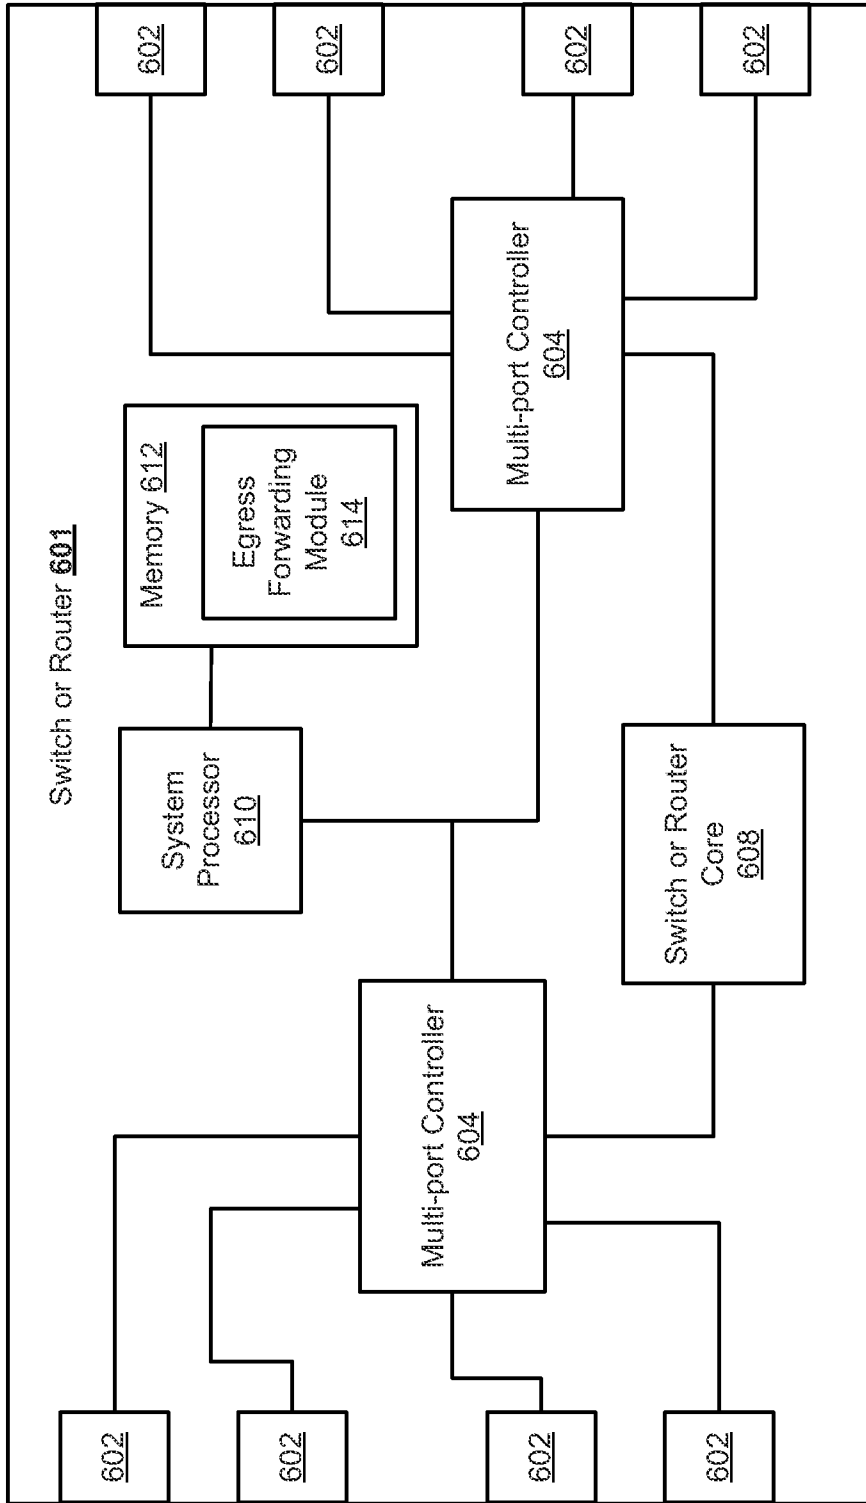 Switch or Router 601
602
602
System
Processor
610
Memory 612
Egress
Forwarding
Module
614
602
602
Multi-port Controller
604
Multi-port Controller
604
602
602
Switch or Router
Core
608
602
602